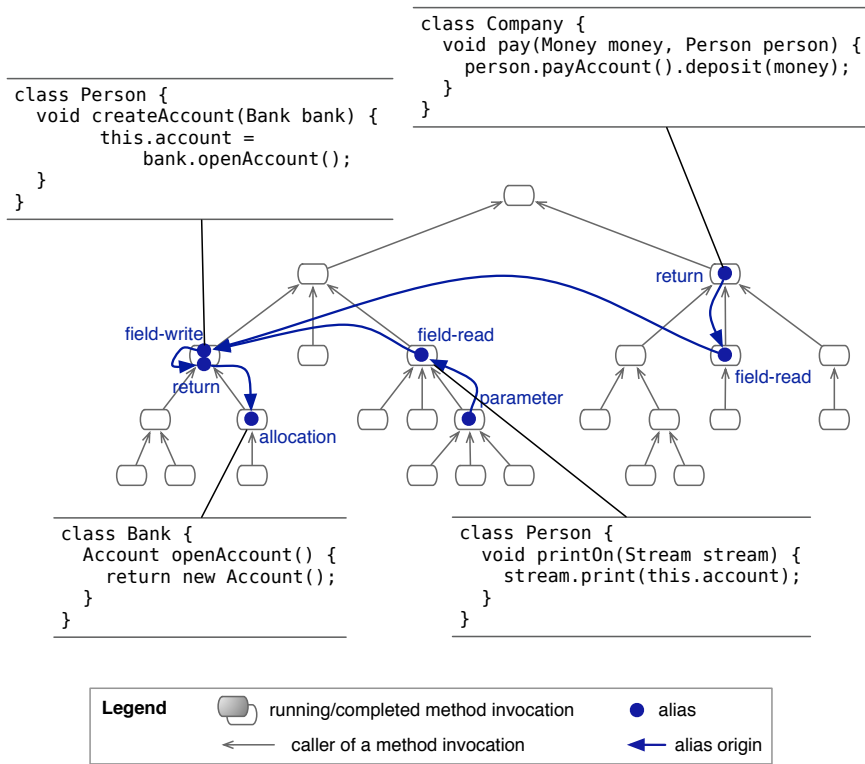 class Company {
  void pay(Money money, Person person) {
    person.payAccount().deposit(money);
  }
}
class Person {
  void createAccount(Bank bank) {
       this.account =
           bank.openAccount();
  }
}
return
field-write
field-read
return
field-read
parameter
allocation
class Bank {
  Account openAccount() {
    return new Account();
  }
}
class Person {
  void printOn(Stream stream) {
    stream.print(this.account);
  }
}
Legend
running/completed method invocation
alias
caller of a method invocation
alias origin